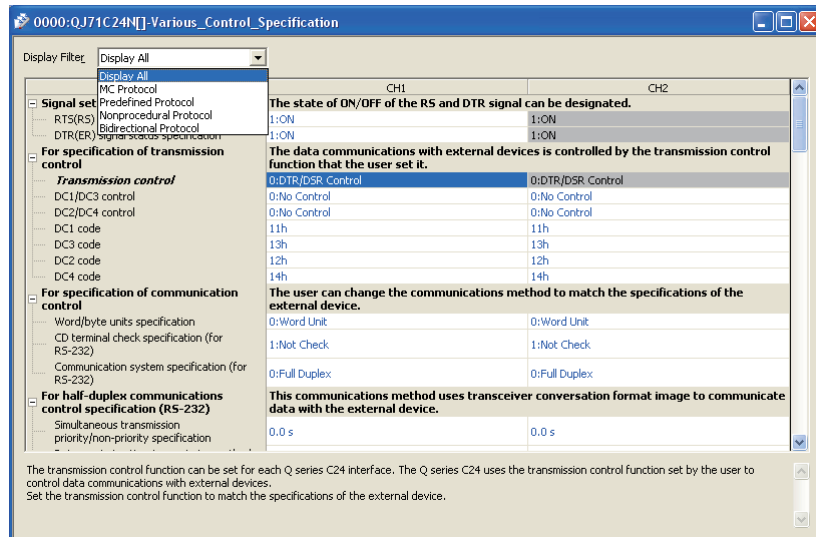 0000:QJ71C24N[]-Various_Control_Specification
Display Filter Display All
Display All
MC Protocol
Predefined Protocol
Nonprocedural Protocol
Bidirectional Protocol
CH1 CH2
Signal set The state of ON/OFF of the RS and DTR signal can be designated.
RTS(RS) 1:ON 1:ON
DTR(ER) signal status specification 1:ON 1:ON
For specification of transmission control The data communications with external devices is controlled by the transmission control
function that the user set it.
Transmission control 0:DTR/DSR Control 0:DTR/DSR Control
DC1/DC3 control 0:No Control 0:No Control
DC2/DC4 control 0:No Control 0:No Control
DC1 code 11h 11h
DC3 code 13h 13h
DC2 code 12h 12h
DC4 code 14h 14h
For specification of communication control The user can change the communications method to match the specifications of the
external device.
Word/byte units specification 0:Word Unit 0:Word Unit
CD terminal check specification (for
RS-232) 1:Not Check 1:Not Check
Communication system specification (for
RS-232) 0:Full Duplex 0:Full Duplex
For half-duplex communications
control specification (RS-232) This communications method uses transceiver conversation format image to communicate
data with the external device.
Simultaneous transmission
priority/non-priority specification 0.0 s 0.0 s
The transmission control function can be set for each Q series C24 interface. The Q series C24 uses the transmission control function set by the user to
control data communications with external devices.
Set the transmission control function to match the specifications of the external device.